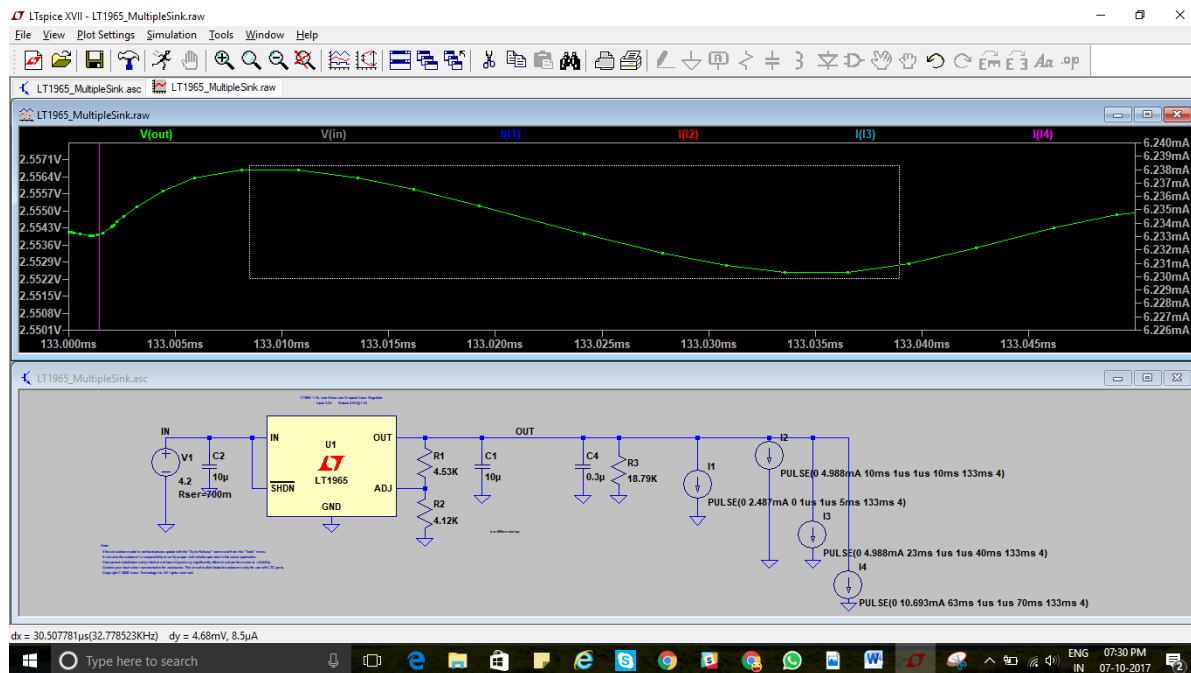 LTspice XVII - LT1965_MultipleSink.raw
File View Plot Settings Simulation Tools Window Help
LT1965_MultipleSink.asc LT1965_MultipleSink.raw
LT1965_MultipleSink.raw
V(out) V(in) I(I1) I(I2) I(I3) I(I4)
2.5571V
2.5564V
2.5557V
2.5550V
2.5543V
2.5536V
2.5529V
2.5522V
2.5515V
2.5508V
2.5501V
6.240mA
6.239mA
6.238mA
6.237mA
6.236mA
6.235mA
6.234mA
6.233mA
6.232mA
6.231mA
6.230mA
6.229mA
6.228mA
6.227mA
6.226mA
133.000ms 133.005ms 133.010ms 133.015ms 133.020ms 133.025ms 133.030ms 133.035ms 133.040ms 133.045ms
LT1965_MultipleSink.asc
IN
V1
4.2
Rser=700m
C2
10µ
IN
U1
OUT
LT1965
SHDN
ADJ
GND
R1
4.53K
R2
4.12K
C1
10µ
OUT
C4
0.3µ
R3
18.79K
I1
PULSE(0 2.487mA 0 1us 1us 5ms 133ms 4)
I2
PULSE(0 4.988mA 10ms 1us 1us 10ms 133ms 4)
I3
PULSE(0 4.988mA 23ms 1us 1us 40ms 133ms 4)
I4
PULSE(0 10.693mA 63ms 1us 1us 70ms 133ms 4)
dx = 30.507781µs(32.778523KHz) dy = 4.68mV, 8.5µA
Type here to search
ENG
IN
07:30 PM
07-10-2017
2